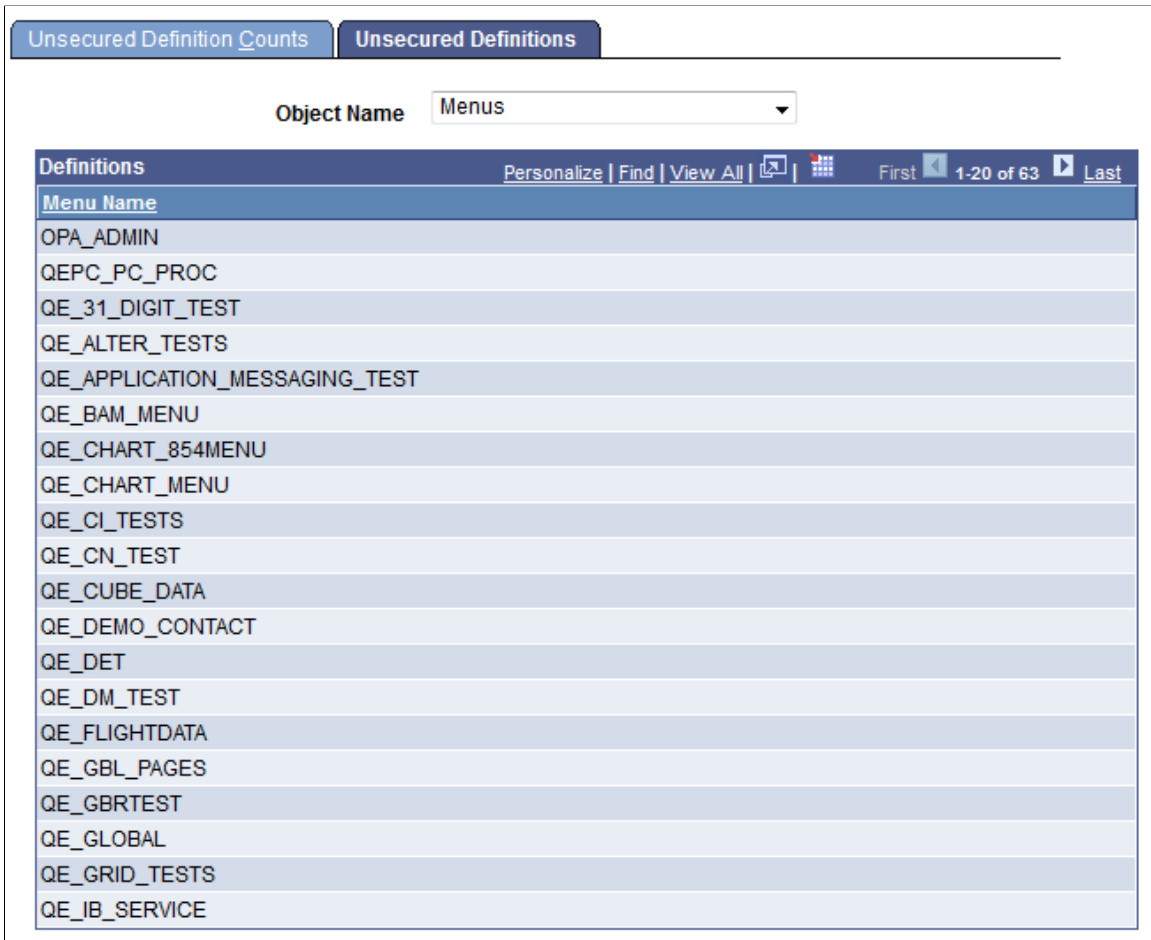 Unsecured Definition Counts Unsecured Definitions
Object Name Menus
Definitions Personalize | Find | View All | | First 1-20 of 63 Last
Menu Name
OPA_ADMIN
QEPC_PC_PROC
QE_31_DIGIT_TEST
QE_ALTER_TESTS
QE_APPLICATION_MESSAGING_TEST
QE_BAM_MENU
QE_CHART_854MENU
QE_CHART_MENU
QE_CI_TESTS
QE_CN_TEST
QE_CUBE_DATA
QE_DEMO_CONTACT
QE_DET
QE_DM_TEST
QE_FLIGHTDATA
QE_GBL_PAGES
QE_GBRTEST
QE_GLOBAL
QE_GRID_TESTS
QE_IB_SERVICE